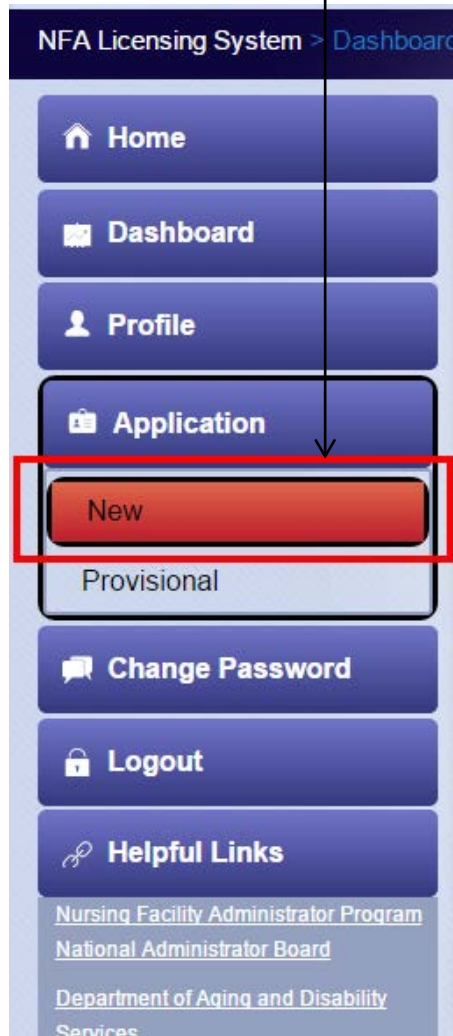 NFA Licensing System > Dashboard
Home
Dashboard
Profile
Application
New
Provisional
Change Password
Logout
Helpful Links
Nursing Facility Administrator Program
National Administrator Board
Department of Aging and Disability
Services